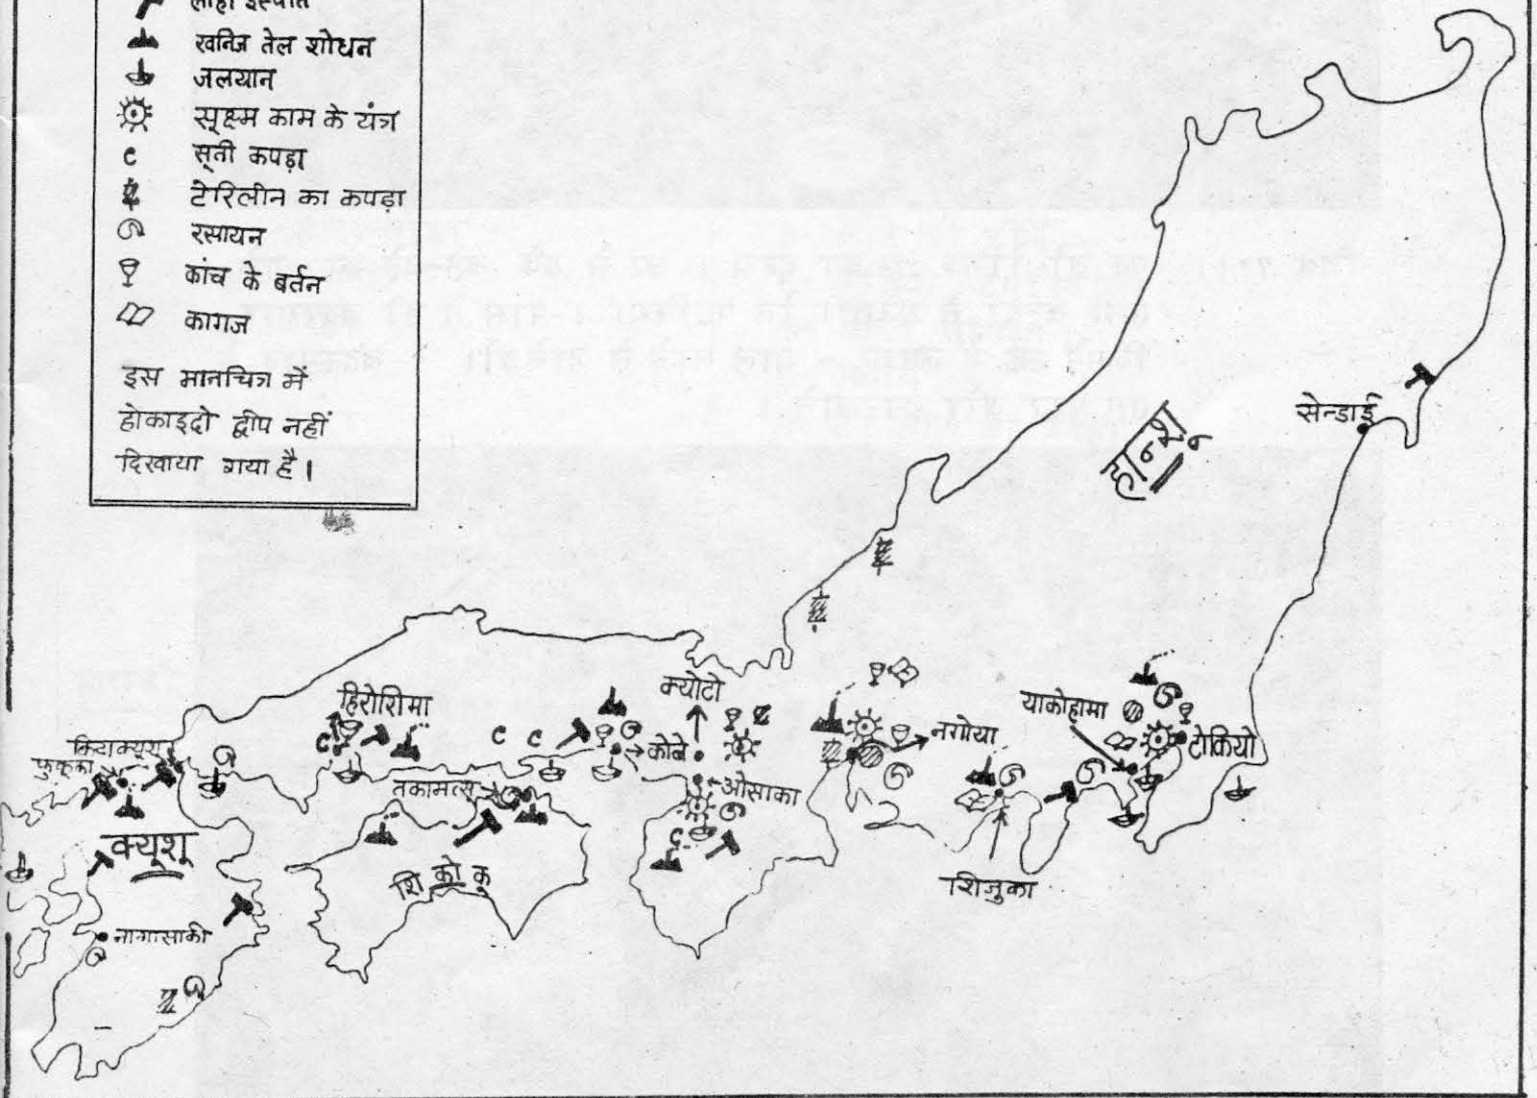 लोहा इस्पात
खनिज तेल शोधन
जलयान
सूक्ष्म काम के यंत्र
c सूती कपड़ा
टेरिलीन का कपड़ा
रसायन
कांच के बर्तन
कागज
इस मानचित्र में
होकाइदो द्वीप नहीं
दिखाया गया है।
सेन्डाई
हान्शू
क्योटो
हिरोशिमा
याकोहामा
नगोया
टोकियो
कोबे
फुकूका
तकामत्सू
ओसाका
क्यूशू
शिकोकू
शिजुका
नागासाकी